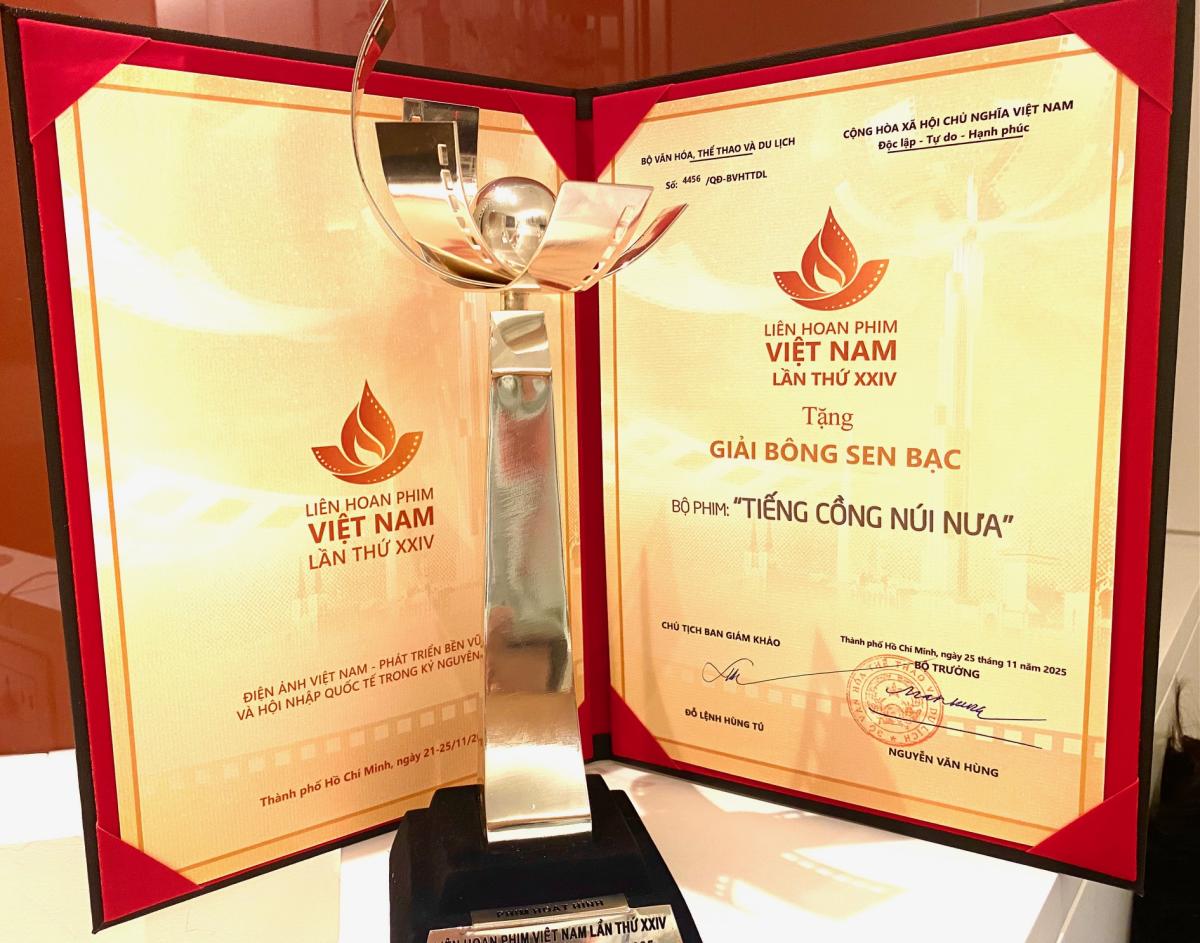 LIÊN HOAN PHIM
VIỆT NAM
LẦN THỨ XXIV
ĐIỆN ẢNH VIỆT NAM - PHÁT TRIỂN BỀN VỮ
VÀ HỘI NHẬP QUỐC TẾ TRONG KỶ NGUYÊN
Thành phố Hồ Chí Minh, ngày 21-25/11/2
BỘ VĂN HÓA, THỂ THAO VÀ DU LỊCH
Số: 4456 /QĐ-BVHTTDL
CỘNG HÒA XÃ HỘI CHỦ NGHĨA VIỆT NAM
Độc lập - Tự do - Hạnh phúc
LIÊN HOAN PHIM
VIỆT NAM
LẦN THỨ XXIV
Tặng
GIẢI BÔNG SEN BẠC
BỘ PHIM: “TIẾNG CỒNG NÚI NƯA”
CHỦ TỊCH BAN GIÁM KHẢO
ĐỖ LỆNH HÙNG TÚ
Thành phố Hồ Chí Minh, ngày 25 tháng 11 năm 2025
BỘ TRƯỞNG
NGUYỄN VĂN HÙNG
PHIM HOẠT HÌNH
LIÊN HOAN PHIM VIỆT NAM LẦN THỨ XXIV